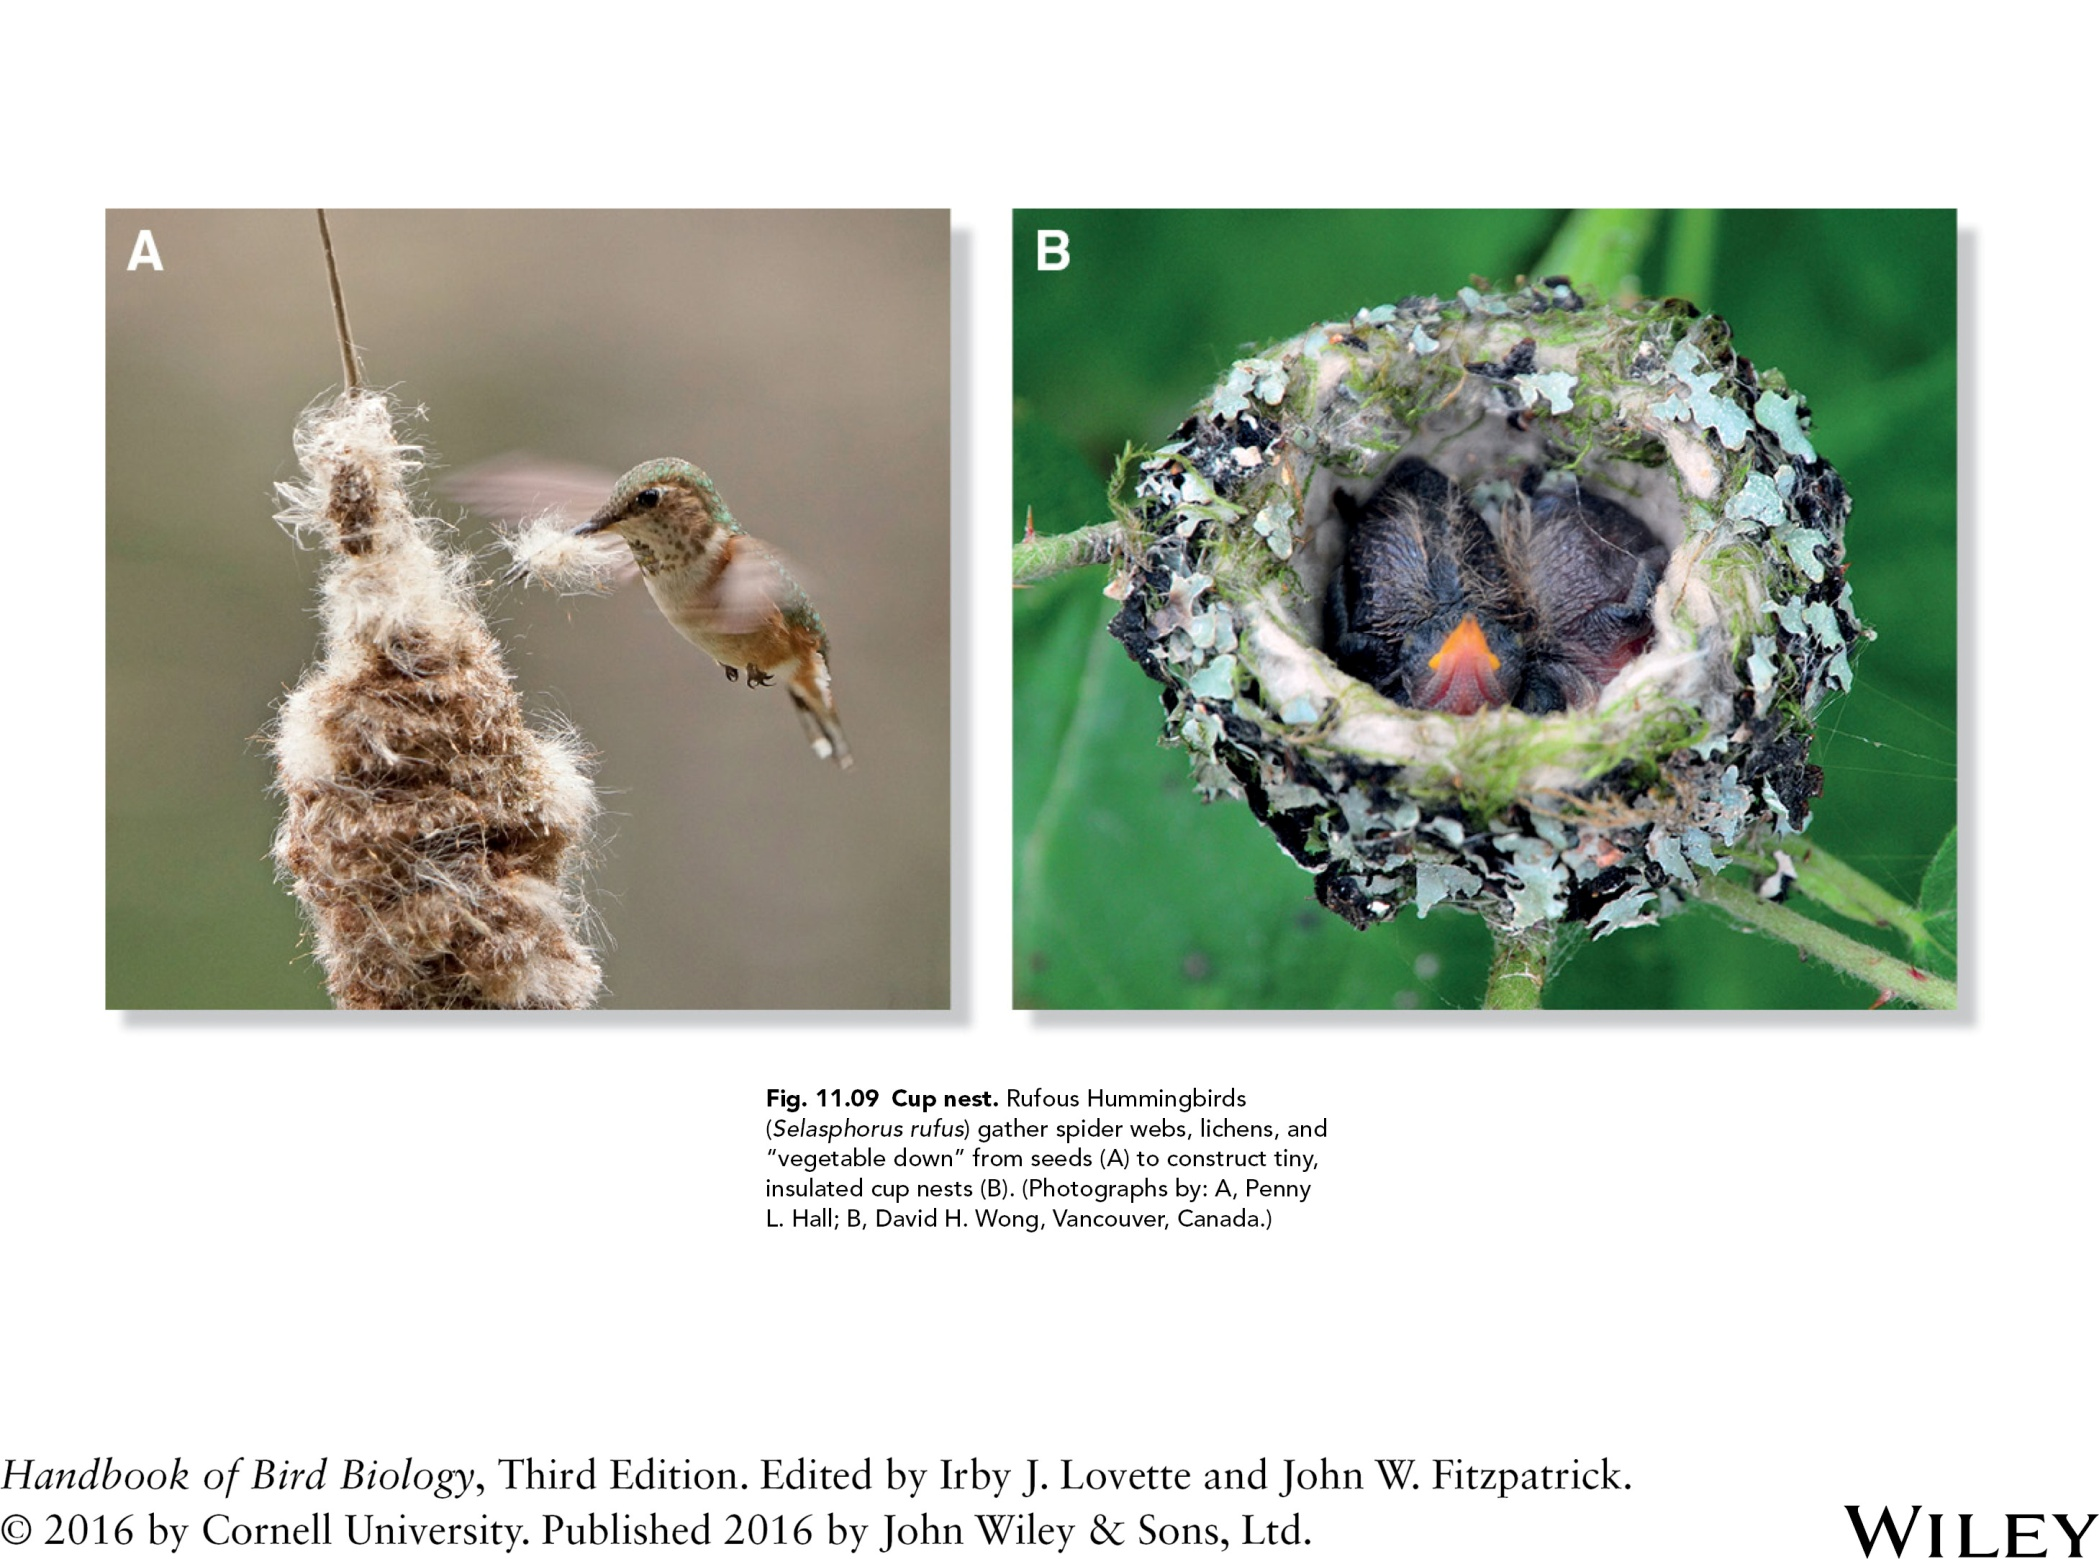 A
B
Fig. 11.09 Cup nest. Rufous Hummingbirds
(Selasphorus rufus) gather spider webs, lichens, and
“vegetable down” from seeds (A) to construct tiny,
insulated cup nests (B). (Photographs by: A, Penny
L. Hall; B, David H. Wong, Vancouver, Canada.)
Handbook of Bird Biology, Third Edition. Edited by Irby J. Lovette and John W. Fitzpatrick.
© 2016 by Cornell University. Published 2016 by John Wiley & Sons, Ltd.
WILEY